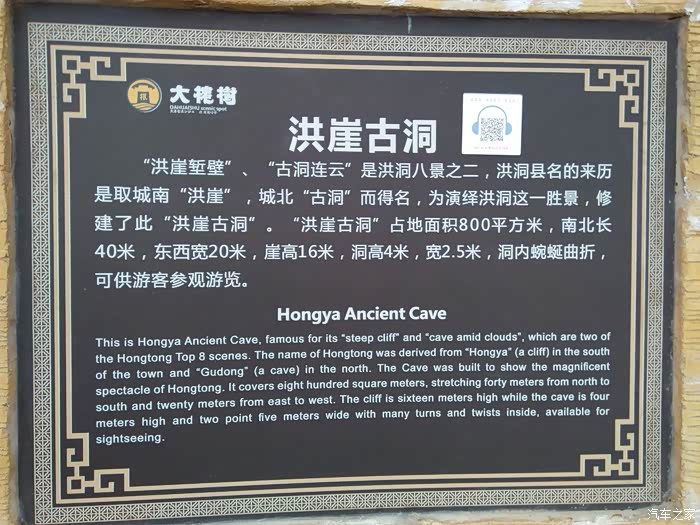 大槐树
DAHUAISHU scenic spot
洪崖古洞
“洪崖堑壁”、“古洞连云”是洪洞八景之二，洪洞县名的来历
是取城南“洪崖”，城北“古洞”而得名，为演绎洪洞这一胜景，修
建了此“洪崖古洞”。“洪崖古洞”占地面积800平方米，南北长
40米，东西宽20米，崖高16米，洞高4米，宽2.5米，洞内蜿蜒曲折，
可供游客参观游览。
Hongya Ancient Cave
This is Hongya Ancient Cave, famous for its “steep cliff” and “cave amid clouds”, which are two of
the Hongtong Top 8 scenes. The name of Hongtong was derived from “Hongya” (a cliff) in the south
of the town and “Gudong” (a cave) in the north. The Cave was built to show the magnificent
spectacle of Hongtong. It covers eight hundred square meters, stretching forty meters from north to
south and twenty meters from east to west. The cliff is sixteen meters high while the cave is four
meters high and two point five meters wide with many turns and twists inside, available for
sightseeing.
汽车之家